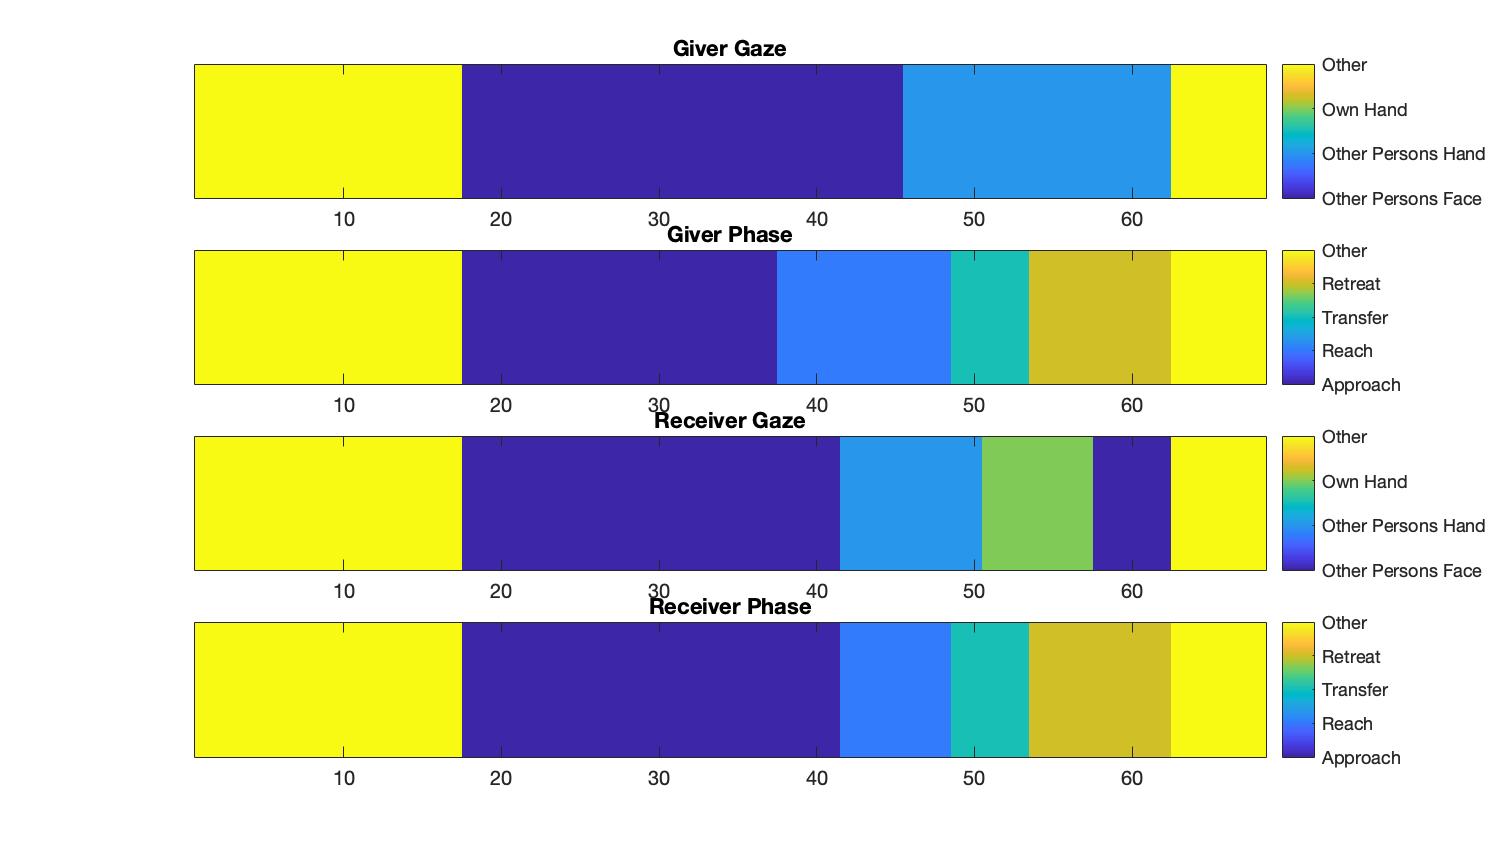 Giver Gaze
Other
Own Hand
Other Persons Hand
Other Persons Face
10 20 30 40 50 60
Giver Phase
Other
Retreat
Transfer
Reach
Approach
10 20 30 40 50 60
Receiver Gaze
Other
Own Hand
Other Persons Hand
Other Persons Face
10 20 30 40 50 60
Receiver Phase
Other
Retreat
Transfer
Reach
Approach
10 20 30 40 50 60